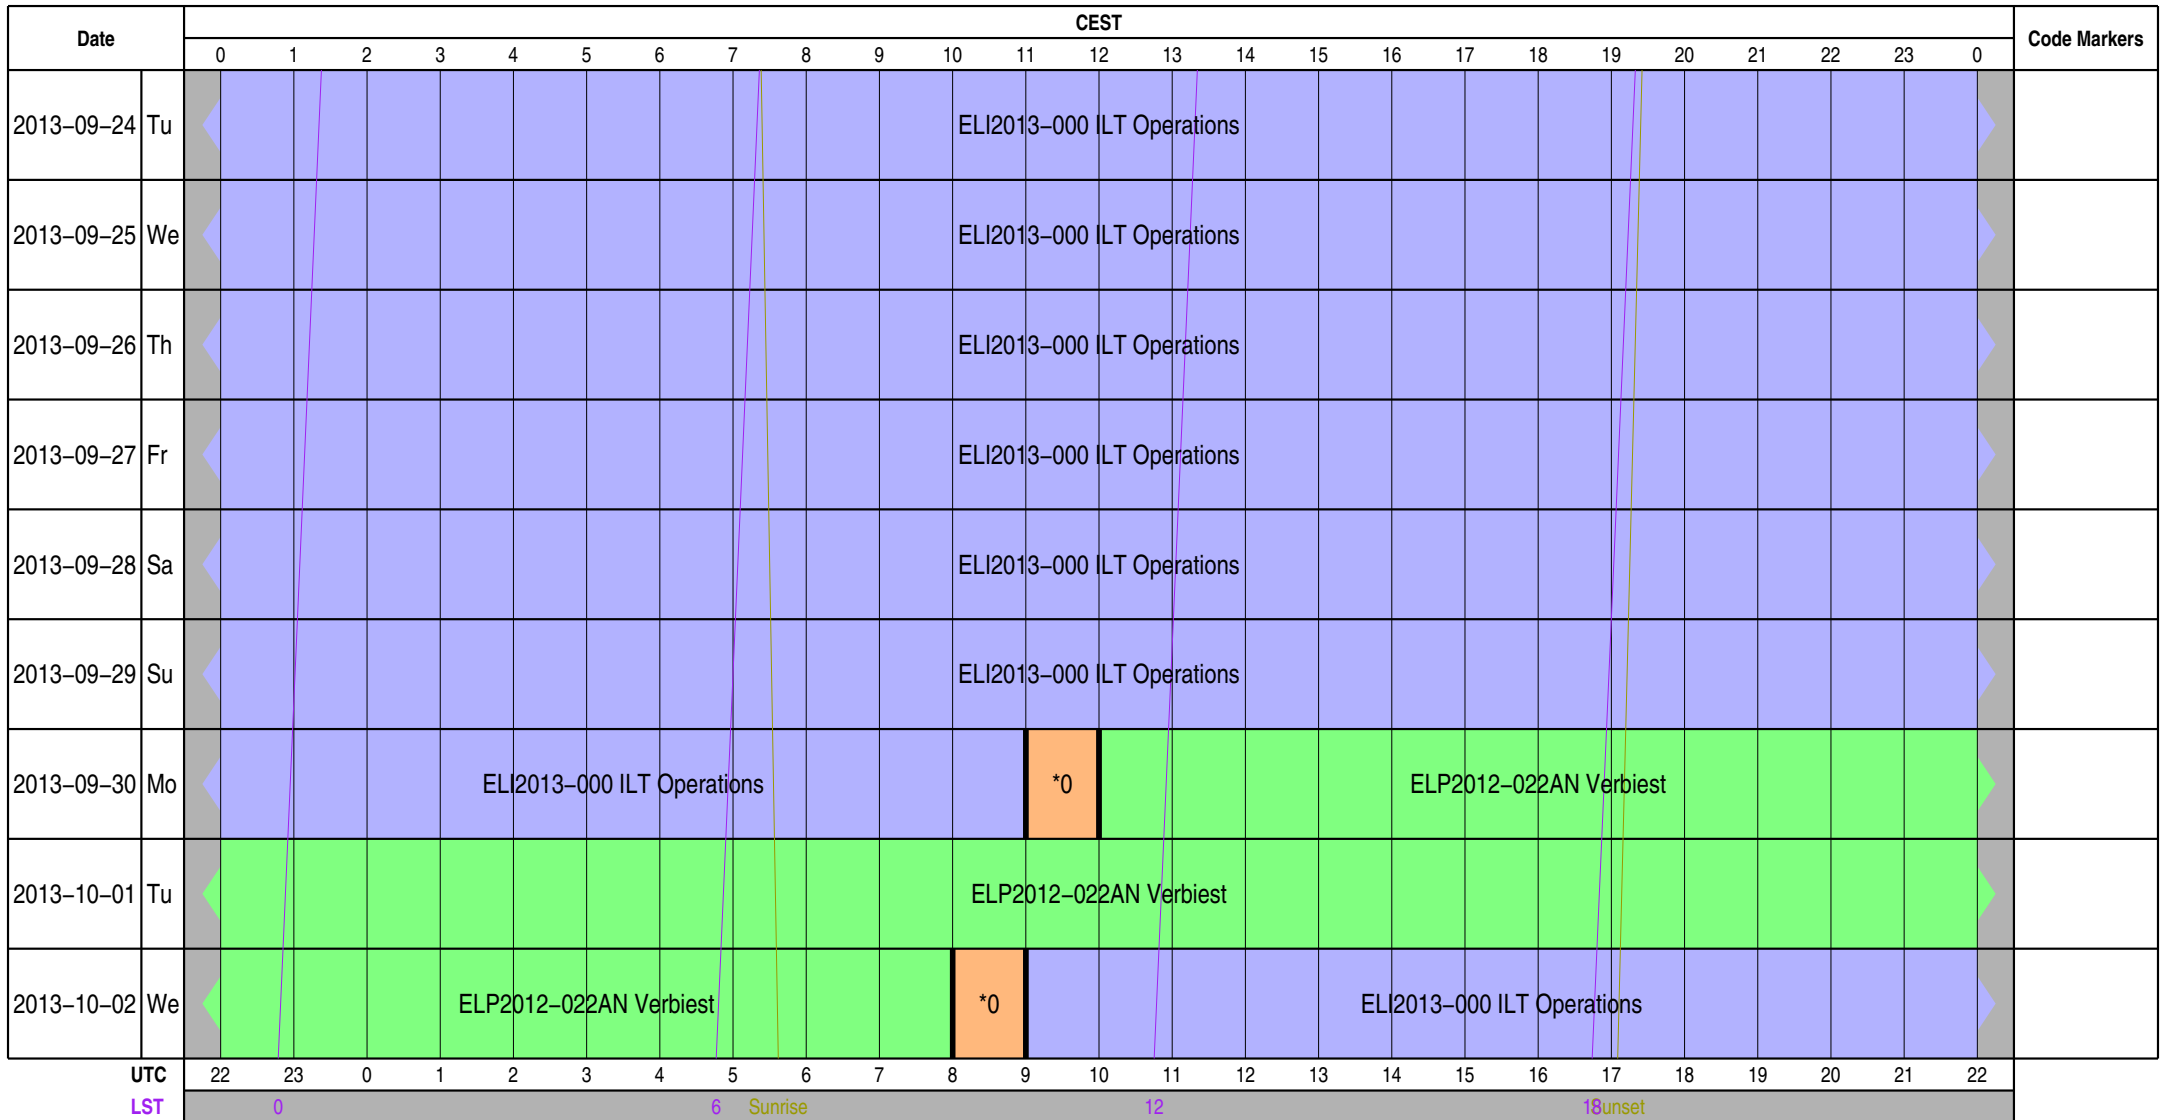 CEST
Date
Code Markers
0 1 2 3 4 5 6 7 8 9 10 11 12 13 14 15 16 17 18 19 20 21 22 23 0
2013−09−24 Tu ELI2013−000 ILT Operations
2013−09−25 We ELI2013−000 ILT Operations
2013−09−26 Th ELI2013−000 ILT Operations
2013−09−27 Fr ELI2013−000 ILT Operations
2013−09−28 Sa ELI2013−000 ILT Operations
2013−09−29 Su ELI2013−000 ILT Operations
2013−09−30 Mo ELI2013−000 ILT Operations *0 ELP2012−022AN Verbiest
2013−10−01 Tu ELP2012−022AN Verbiest
2013−10−02 We ELP2012−022AN Verbiest *0 ELI2013−000 ILT Operations
UTC 22 23 0 1 2 3 4 5 6 7 8 9 10 11 12 13 14 15 16 17 18 19 20 21 22
LST 0 6 Sunrise 12 18 Sunset